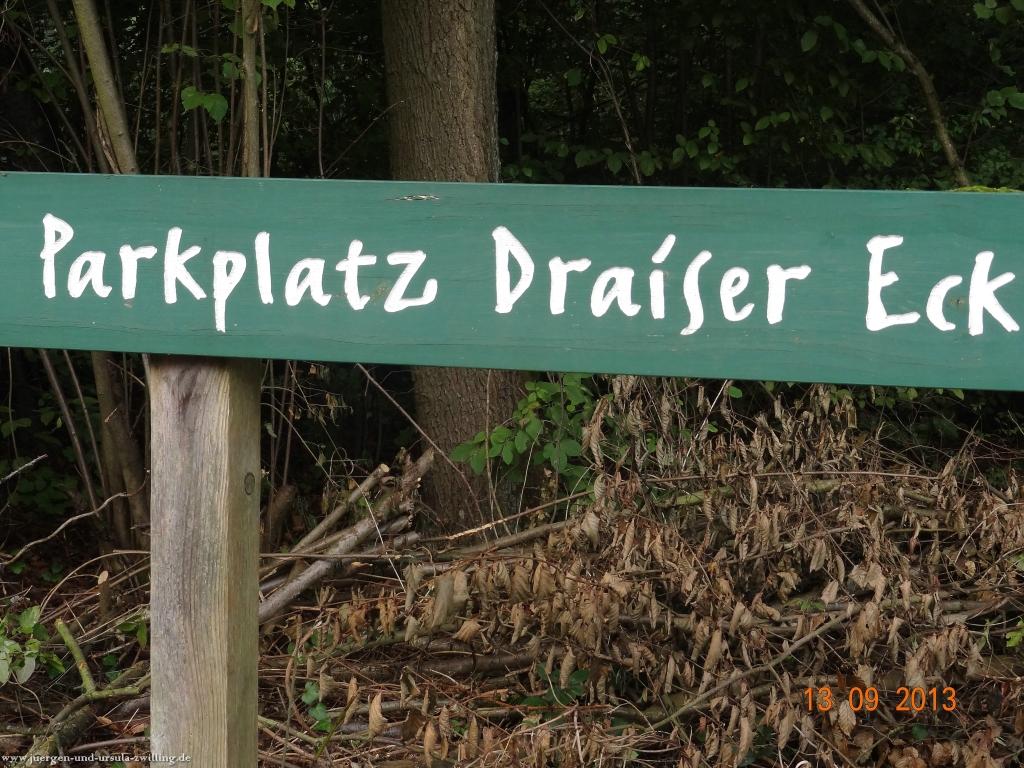 Parkplatz Draiser Eck
13 09 2013
www.juergen-und-ursula-zwilling.de